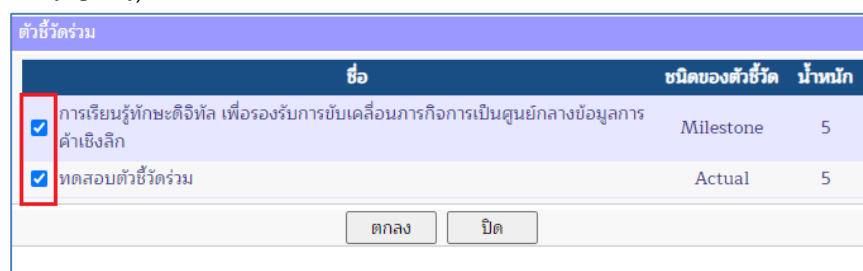 ตัวชี้วัดร่วม
ชื่อ ชนิดของตัวชี้วัด น้ำหนัก
การเรียนรู้ทักษะดิจิทัล เพื่อรองรับการขับเคลื่อนภารกิจการเป็นศูนย์กลางข้อมูลการ Milestone 5
ค้าเชิงลึก
ทดสอบตัวชี้วัดร่วม Actual 5
ตกลง ปิด